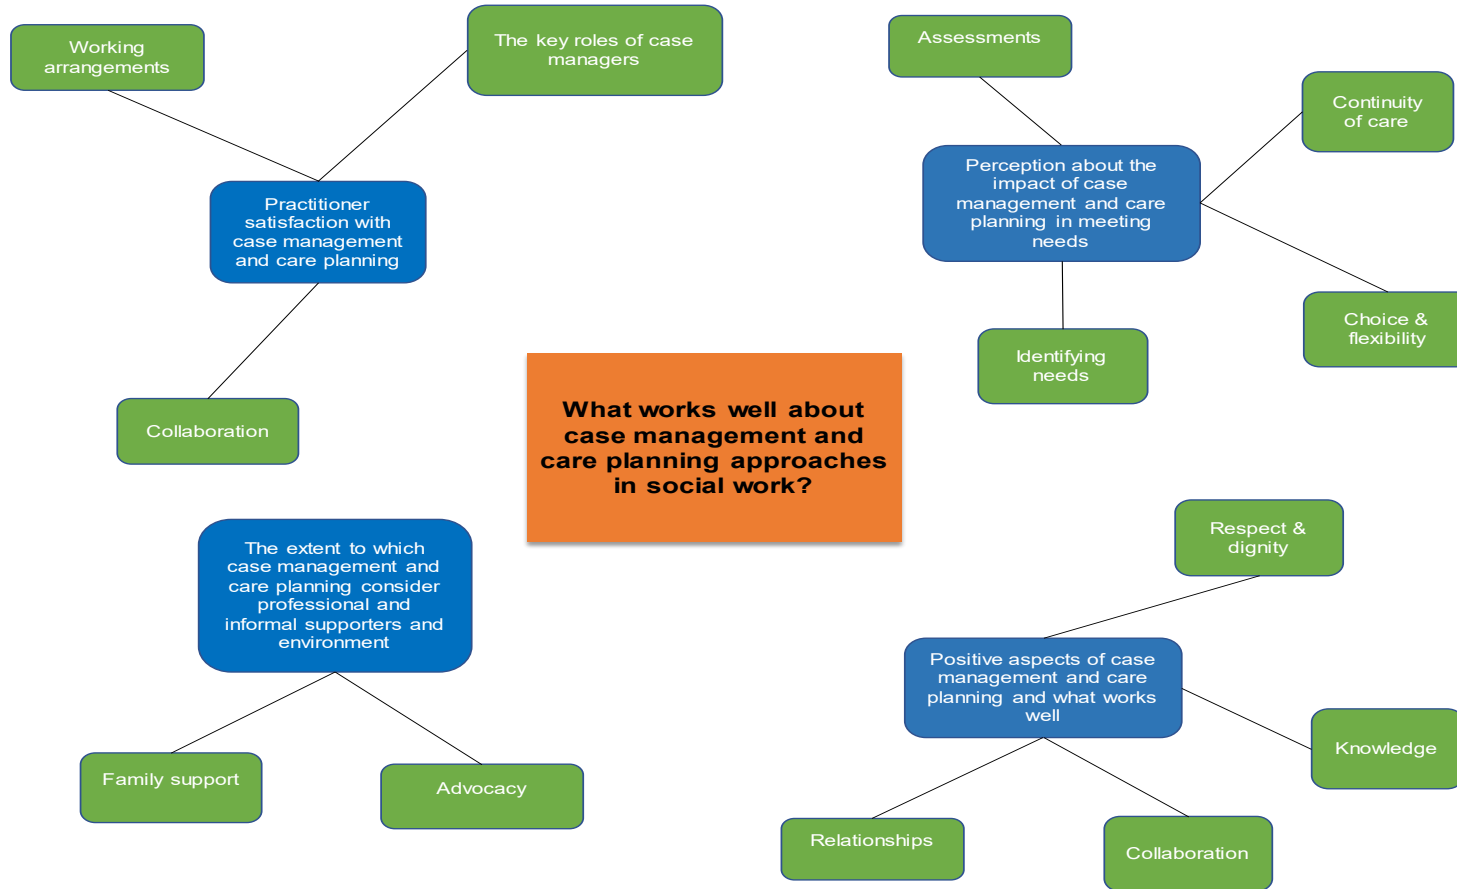 Working
arrangements
The key roles of case
managers
Practitioner
satisfaction with
case management
and care planning
Collaboration
Assessments
Continuity
of care
Perception about the
impact of case
management and care
planning in meeting
needs
Choice &
flexibility
Identifying
needs
What works well about
case management and
care planning approaches
in social work?
The extent to which
case management and
care planning consider
professional and
informal supporters and
environment
Family support
Advocacy
Respect &
dignity
Positive aspects of case
management and care
planning and what works
well
Knowledge
Relationships
Collaboration